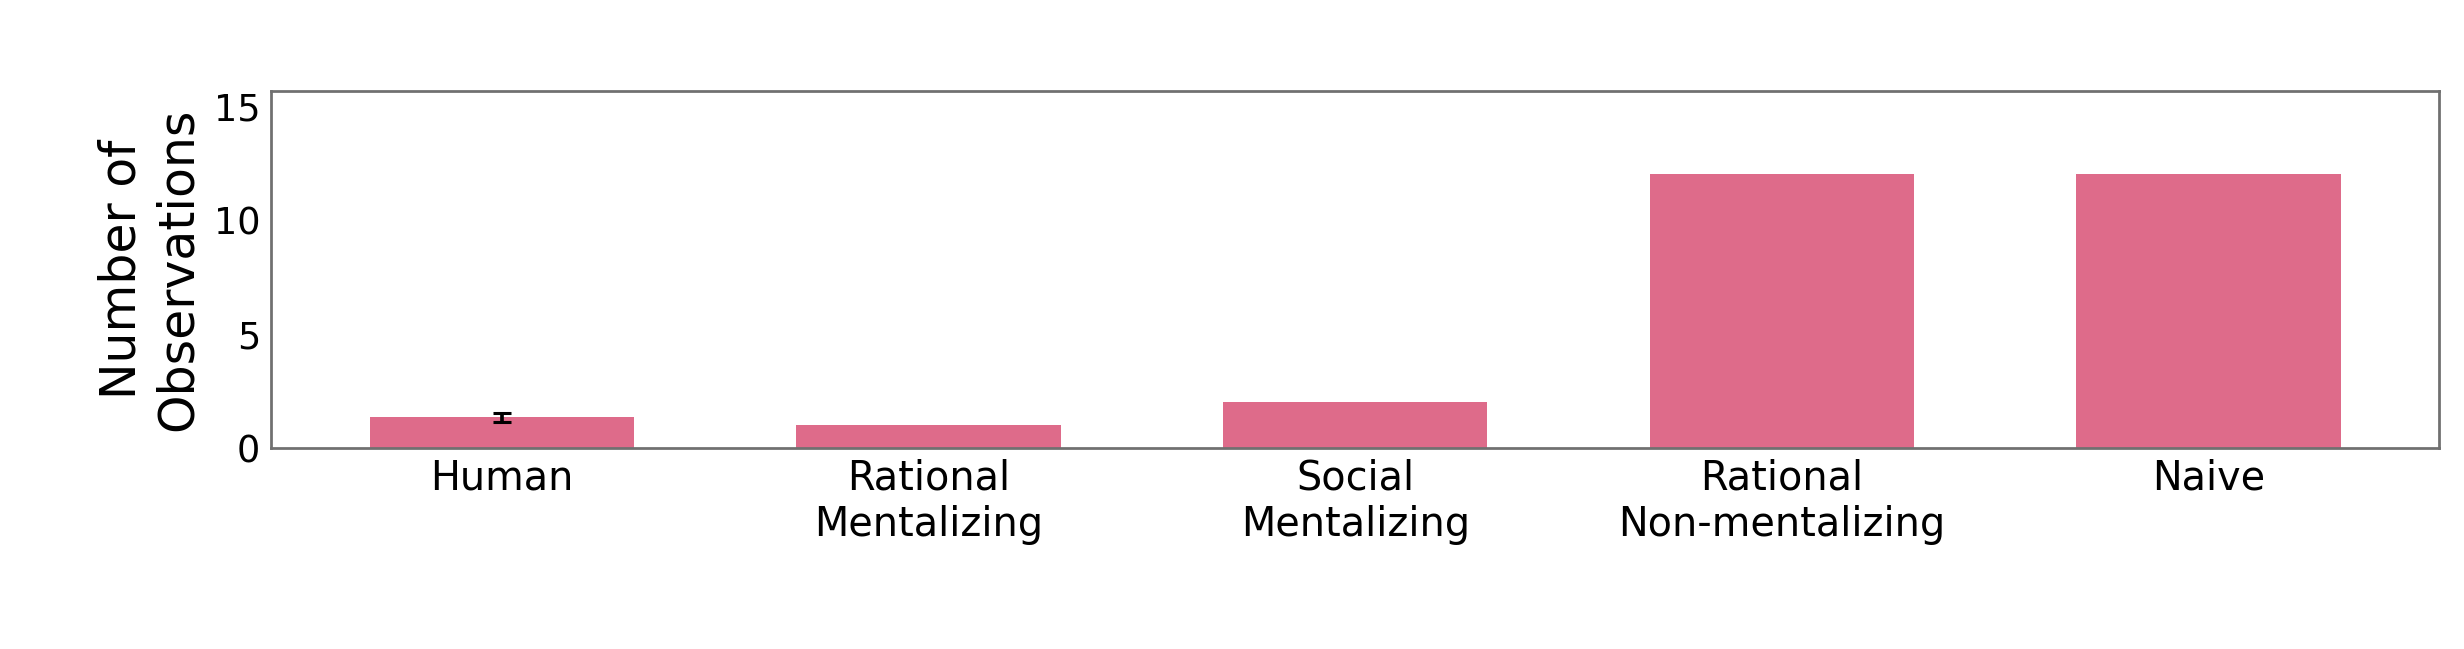 Number of
Observations
15
10
5
0
Human
Rational
Mentalizing
Social
Mentalizing
Rational
Non-mentalizing
Naive